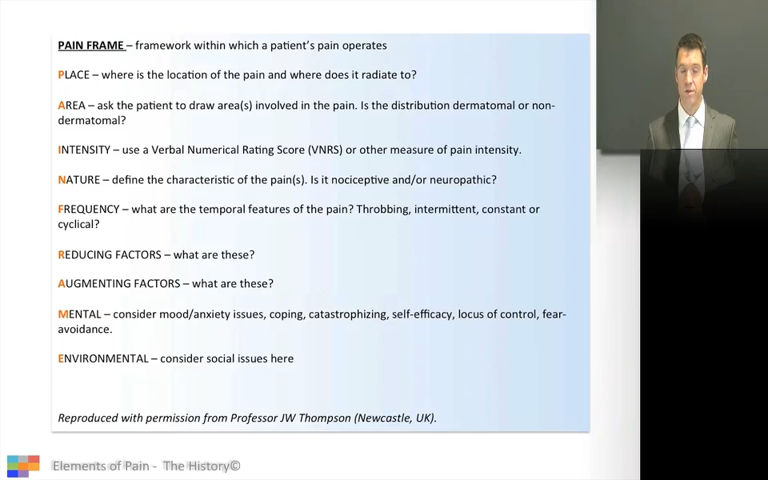 PAIN FRAME – framework within which a patient's pain operates
PLACE – where is the location of the pain and where does it radiate to?
AREA – ask the patient to draw area(s) involved in the pain. Is the distribution dermatomal or non-
dermatomal?
INTENSITY – use a Verbal Numerical Rating Score (VNRS) or other measure of pain intensity.
NATURE – define the characteristic of the pain(s). Is it nociceptive and/or neuropathic?
FREQUENCY – what are the temporal features of the pain? Throbbing, intermittent, constant or
cyclical?
REDUCING FACTORS – what are these?
AUGMENTING FACTORS – what are these?
MENTAL – consider mood/anxiety issues, coping, catastrophizing, self-efficacy, locus of control, fear-
avoidance.
ENVIRONMENTAL – consider social issues here
Reproduced with permission from Professor JW Thompson (Newcastle, UK).
Elements of Pain - The History©